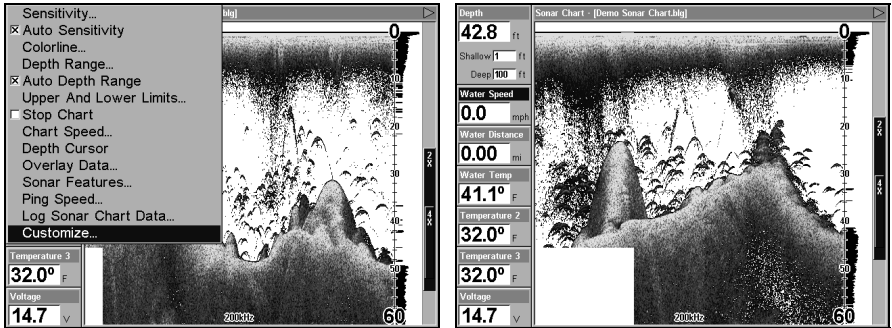 Sensitivity...
Auto Sensitivity
Colorline...
Depth Range...
Auto Depth Range
Upper And Lower Limits...
Stop Chart
Chart Speed...
Depth Cursor
Overlay Data...
Sonar Features...
Ping Speed...
Log Sonar Chart Data...
Customize...
Temperature 3
32.0º F
Voltage
14.7 V
.blg]
0
10
20
30
40
50
60
2X
4X
200kHz
Depth
42.8 ft
Shallow 1 ft
Deep 100 ft
Water Speed
0.0 mph
Water Distance
0.00 mi
Water Temp
41.1º F
Temperature 2
32.0º F
Temperature 3
32.0º F
Voltage
14.7 V
Sonar Chart - [Demo Sonar Chart.blg]
0
10
20
30
40
50
60
2X
4X
200kHz